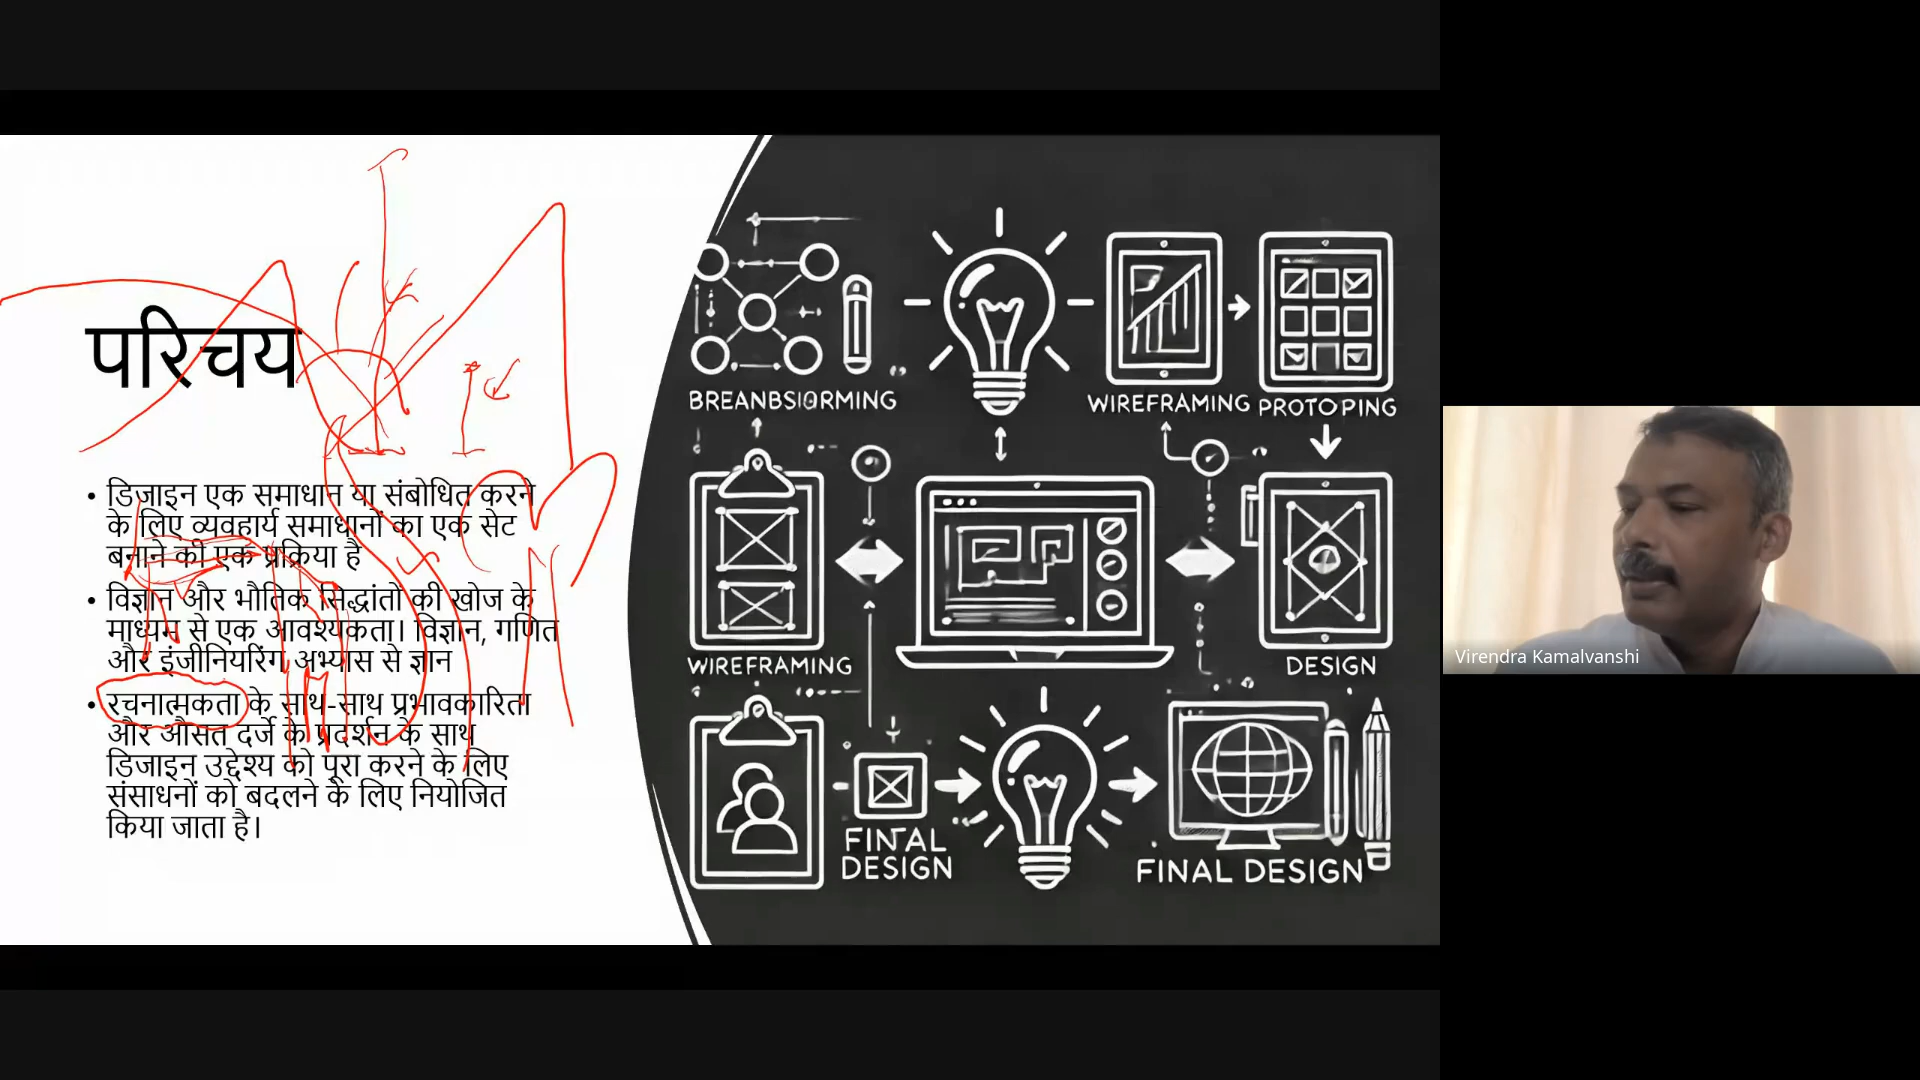 परिचय
• डिजाइन एक समाधान या संबोधित करने
के लिए व्यवहार्य समाधानों का एक सेट
बनाने की एक प्रक्रिया है
• विज्ञान और भौतिक सिद्धांतों की खोज के
माध्यम से एक आवश्यकता। विज्ञान, गणित
और इंजीनियरिंग अभ्यास से ज्ञान
• रचनात्मकता के साथ-साथ प्रभावकारिता
और औसत दर्जे के प्रदर्शन के साथ
डिजाइन उद्देश्य को पूरा करने के लिए
संसाधनों को बदलने के लिए नियोजित
किया जाता है।
BREANBSIORMING
WIREFRAMING
PROTOPING
WIREFRAMING
DESIGN
FINTAL
DESIGN
FINAL DESIGN
Virendra Kamalvanshi